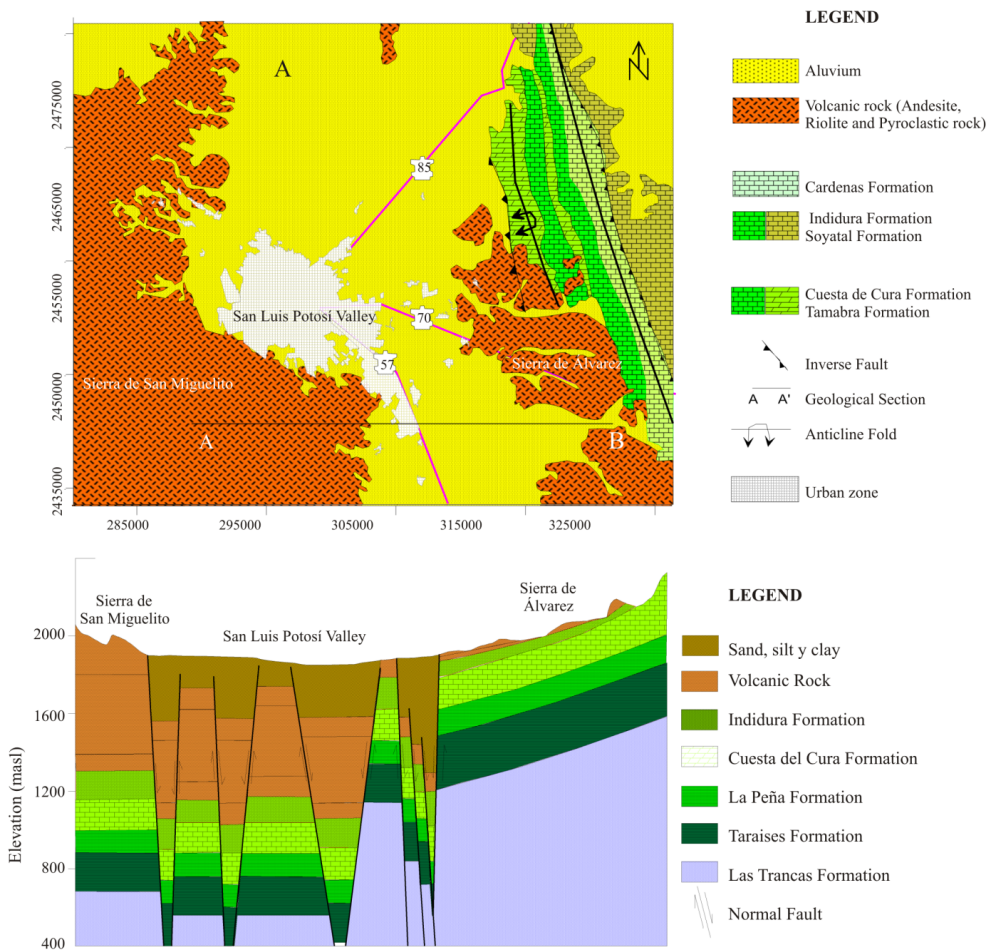 LEGEND
A
N
Aluvium
Volcanic rock (Andesite,
Riolite and Pyroclastic rock)
Cardenas Formation
Indidura Formation
Soyatal Formation
Cuesta de Cura Formation
Tamabra Formation
Inverse Fault
A A' Geological Section
Anticline Fold
Urban zone
85
70
57
San Luis Potosí Valley
Sierra de Álvarez
Sierra de San Miguelito
A
B
2475000
2465000
2455000
2450000
2435000
285000 295000 305000 315000 325000
Sierra de
San Miguelito
San Luis Potosí Valley
Sierra de
Álvarez
Elevation (masl)
2000
1600
1200
800
400
LEGEND
Sand, silt y clay
Volcanic Rock
Indidura Formation
Cuesta del Cura Formation
La Peña Formation
Taraises Formation
Las Trancas Formation
Normal Fault